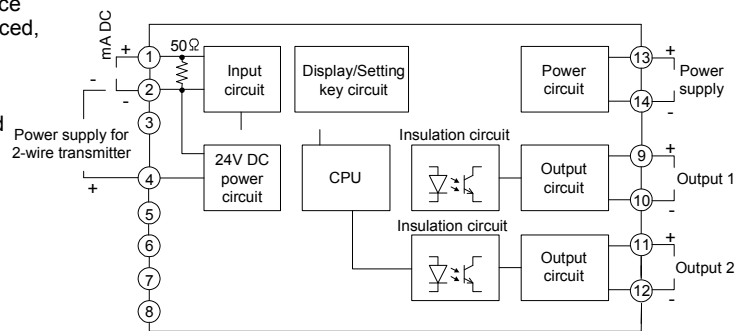 ce
ced,
d
mA DC
+
-
50Ω
1
2
3
4
5
6
7
8
-
+
Power supply for
2-wire transmitter
Input
circuit
24V DC
power
circuit
Display/Setting
key circuit
CPU
Insulation circuit
Insulation circuit
Power
circuit
Output
circuit
Output
circuit
13
14
9
10
11
12
+
Power
supply
-
+
Output 1
-
+
Output 2
-